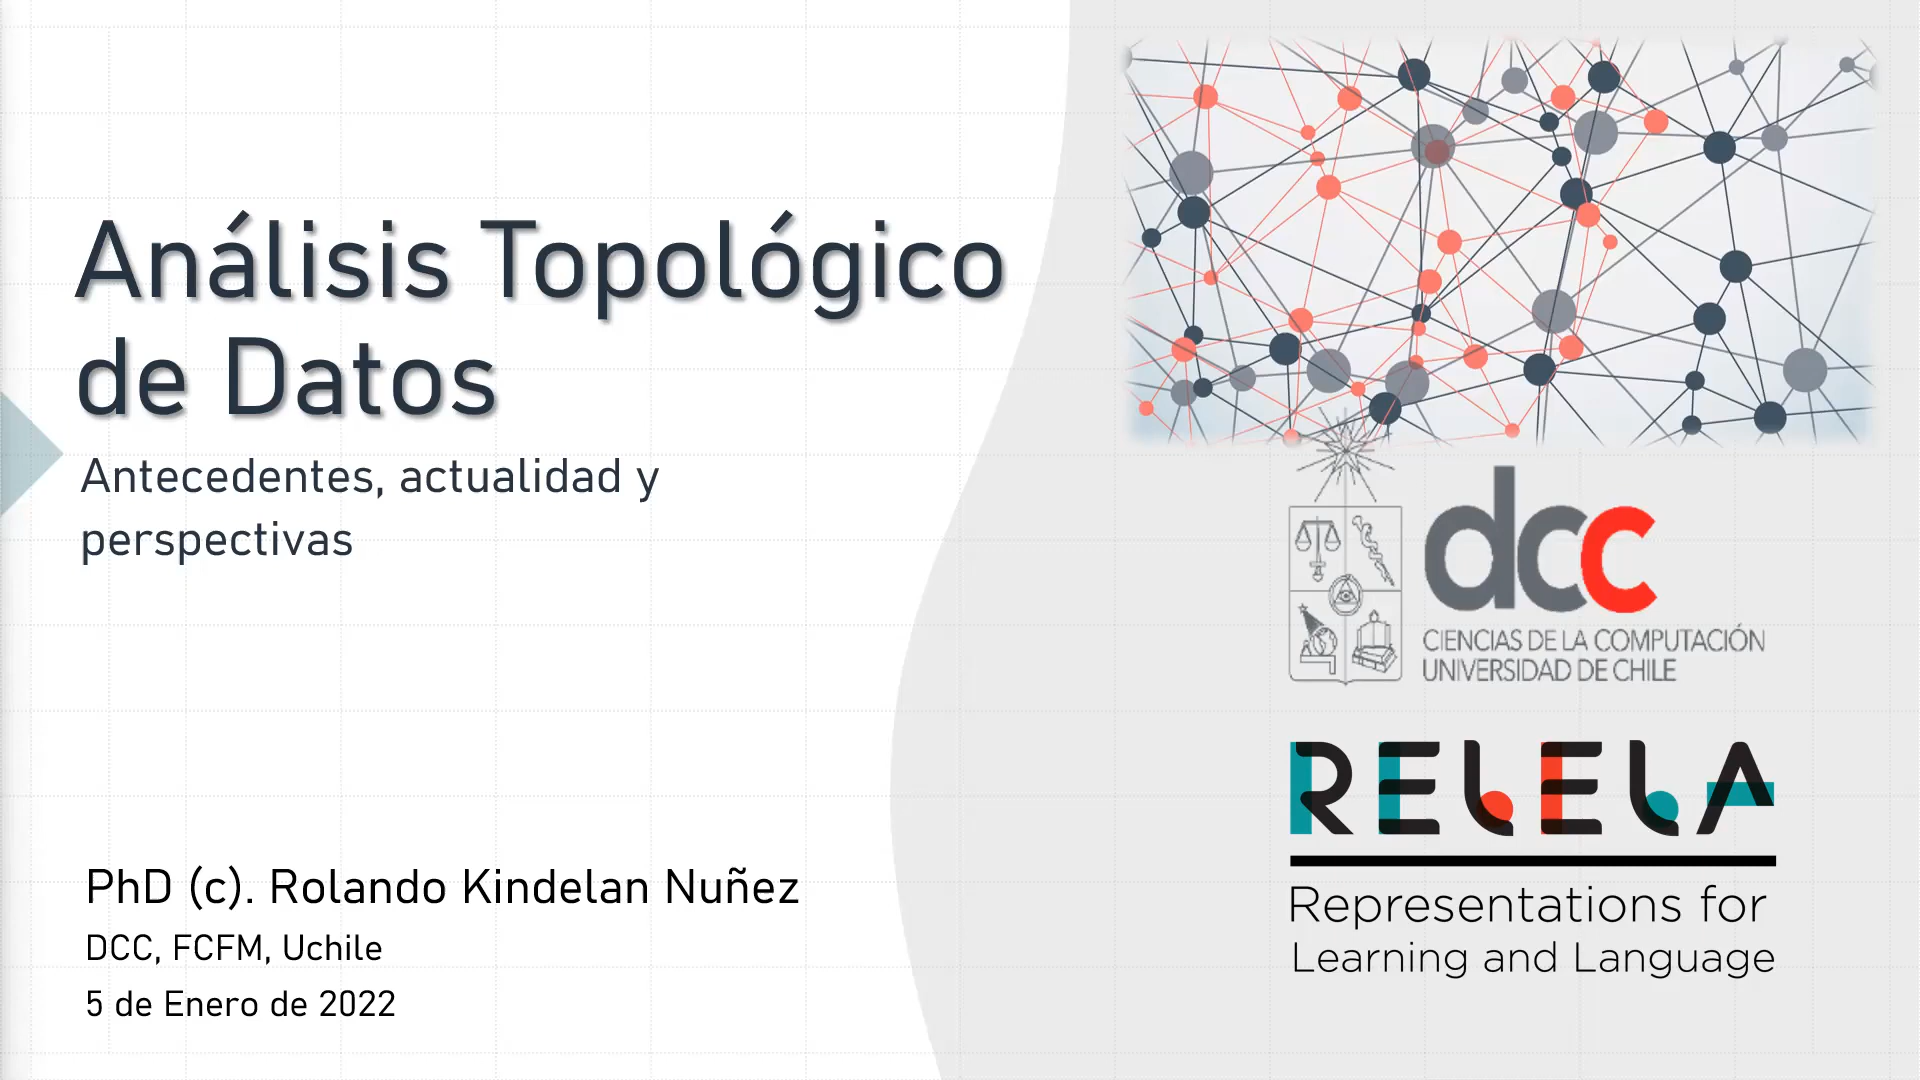 Análisis Topológico
de Datos
Antecedentes, actualidad y
perspectivas
PhD (c). Rolando Kindelan Nuñez
DCC, FCFM, Uchile
5 de Enero de 2022
dcc
CIENCIAS DE LA COMPUTACIÓN
UNIVERSIDAD DE CHILE
RELELA
Representations for
Learning and Language